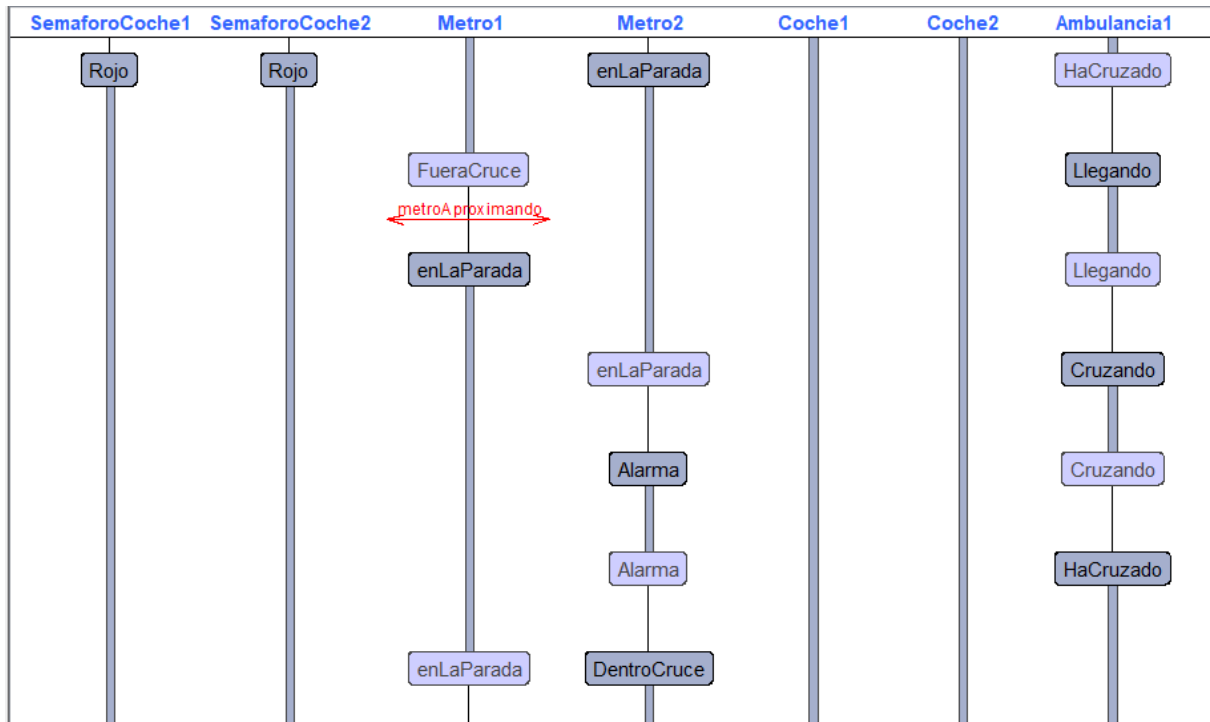 SemaforoCoche1 SemaforoCoche2 Metro1 Metro2 Coche1 Coche2 Ambulancia1
Rojo Rojo enLaParada HaCruzado
FueraCruce Llegando
metroAproximando
enLaParada Llegando
enLaParada Cruzando
Alarma Cruzando
Alarma HaCruzado
enLaParada DentroCruce